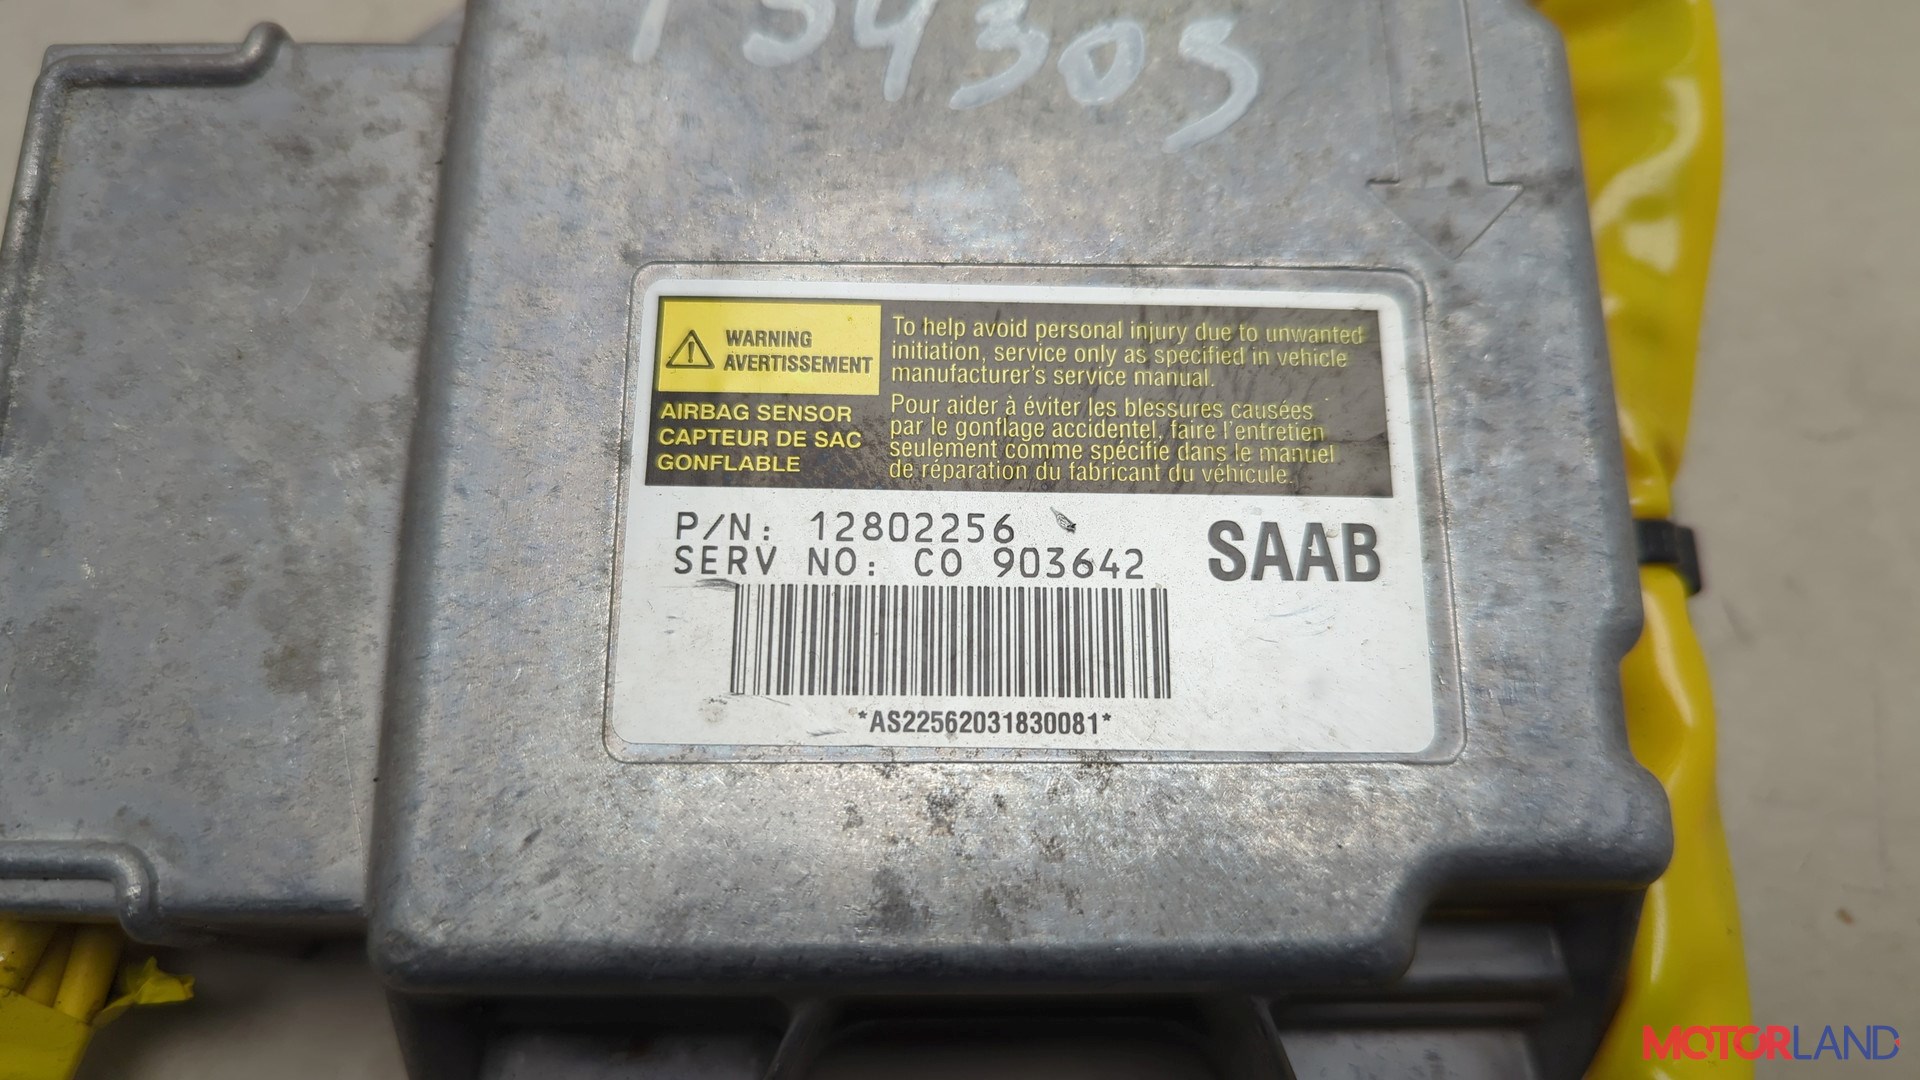 WARNING
AVERTISSEMENT
AIRBAG SENSOR
CAPTEUR DE SAC
GONFLABLE
To help avoid personal injury due to unwanted
initiation, service only as specified in vehicle
manufacturer's service manual.
Pour aider à éviter les blessures causées
par le gonflage accidentel, faire l'entretien
seulement comme spécifie dans le manuel
de réparation du fabricant du véhicule.
P/N: 12802256
SERV NO: CO 903642
SAAB
*AS22562031830081*
MOTORLAND